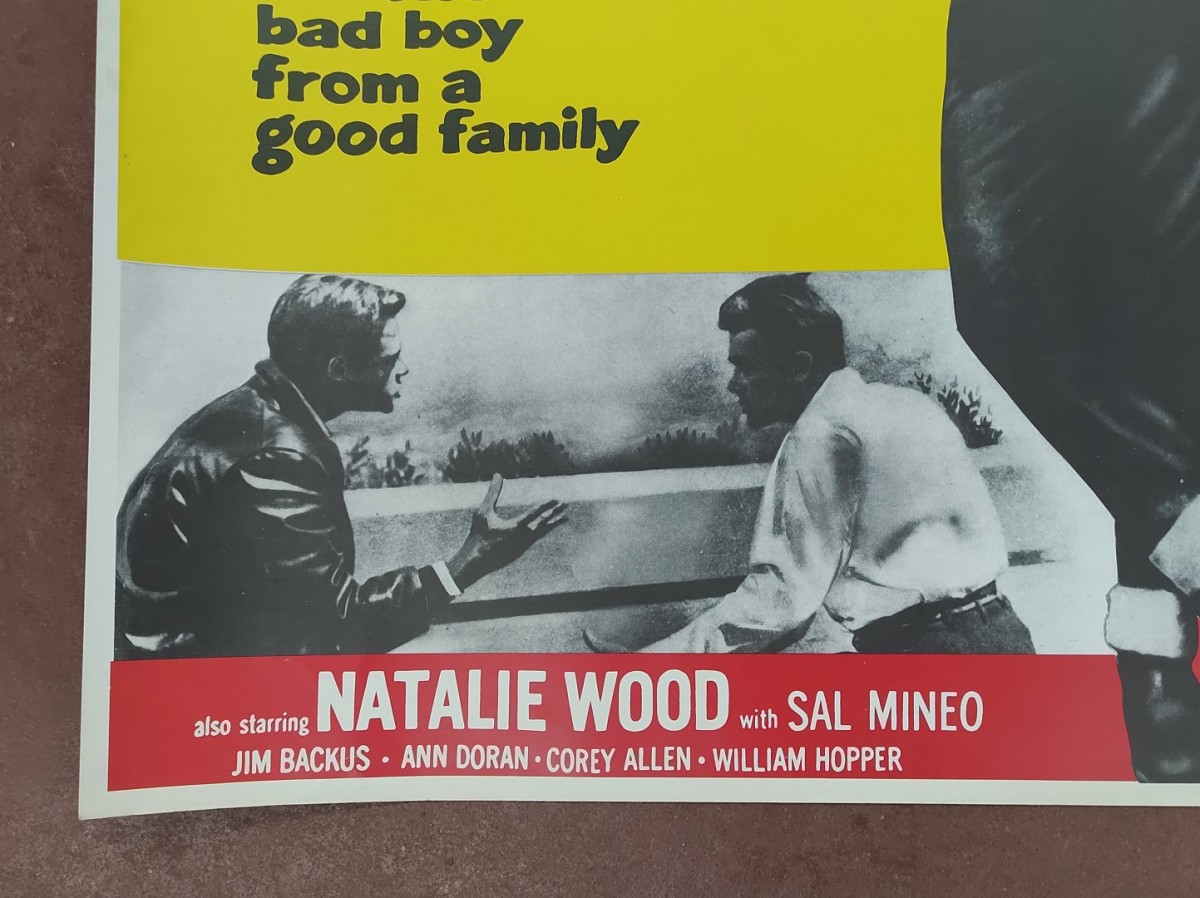 bad boy
from a
good family
also starring NATALIE WOOD with SAL MINEO
JIM BACKUS • ANN DORAN • COREY ALLEN • WILLIAM HOPPER